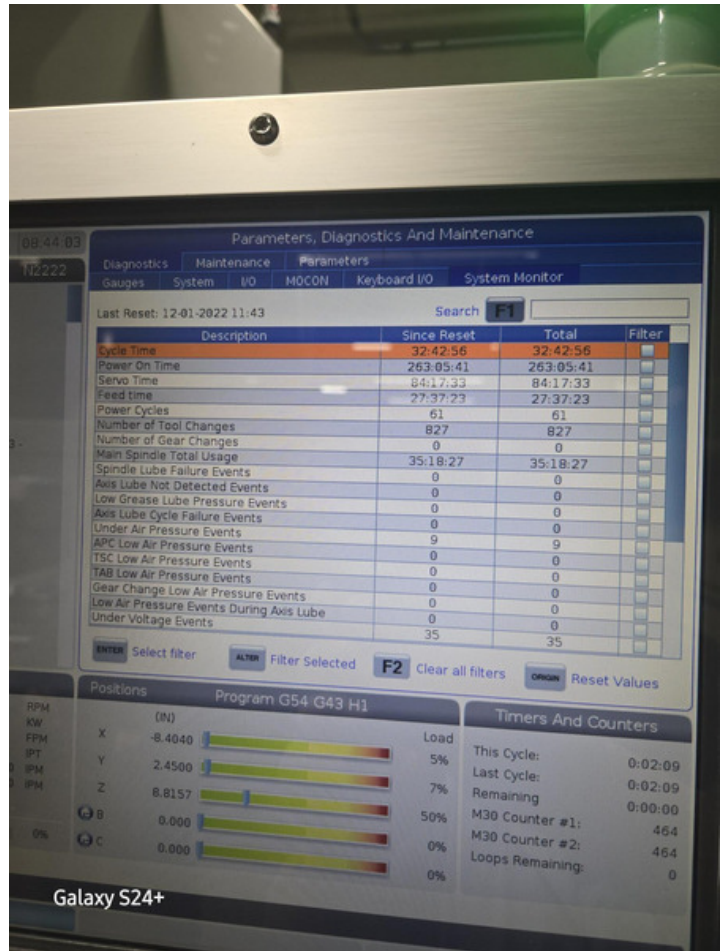 08:44:03
Parameters, Diagnostics And Maintenance
N2222
Diagnostics Maintenance Parameters
Gauges System I/O MOCON Keyboard I/O System Monitor
Last Reset: 12-01-2022 11:43 Search F1
Description Since Reset Total Filter
Cycle Time 32:42:56 32:42:56
Power On Time 263:05:41 263:05:41
Servo Time 84:17:33 84:17:33
Feed time 27:37:23 27:37:23
Power Cycles 61 61
Number of Tool Changes 827 827
Number of Gear Changes 0 0
Main Spindle Total Usage 35:18:27 35:18:27
Spindle Lube Failure Events 0 0
Axis Lube Not Detected Events 0 0
Low Grease Lube Pressure Events 0 0
Axis Lube Cycle Failure Events 0 0
Under Air Pressure Events 9 9
APC Low Air Pressure Events 0 0
TSC Low Air Pressure Events 0 0
TAB Low Air Pressure Events 0 0
Gear Change Low Air Pressure Events 0 0
Low Air Pressure Events During Axis Lube 0 0
Under Voltage Events 35 35
ENTER Select filter ALTER Filter Selected F2 Clear all filters ORIGIN Reset Values
RPM
KW
FPM
IPT
IPM
IPM
0%
Positions Program G54 G43 H1
(IN) Load
X -8.4040 5%
Y 2.4500 7%
Z 8.8157 50%
B 0.000 0%
C 0.000 0%
Timers And Counters
This Cycle: 0:02:09
Last Cycle: 0:02:09
Remaining 0:00:00
M30 Counter #1: 464
M30 Counter #2: 464
Loops Remaining: 0
Galaxy S24+